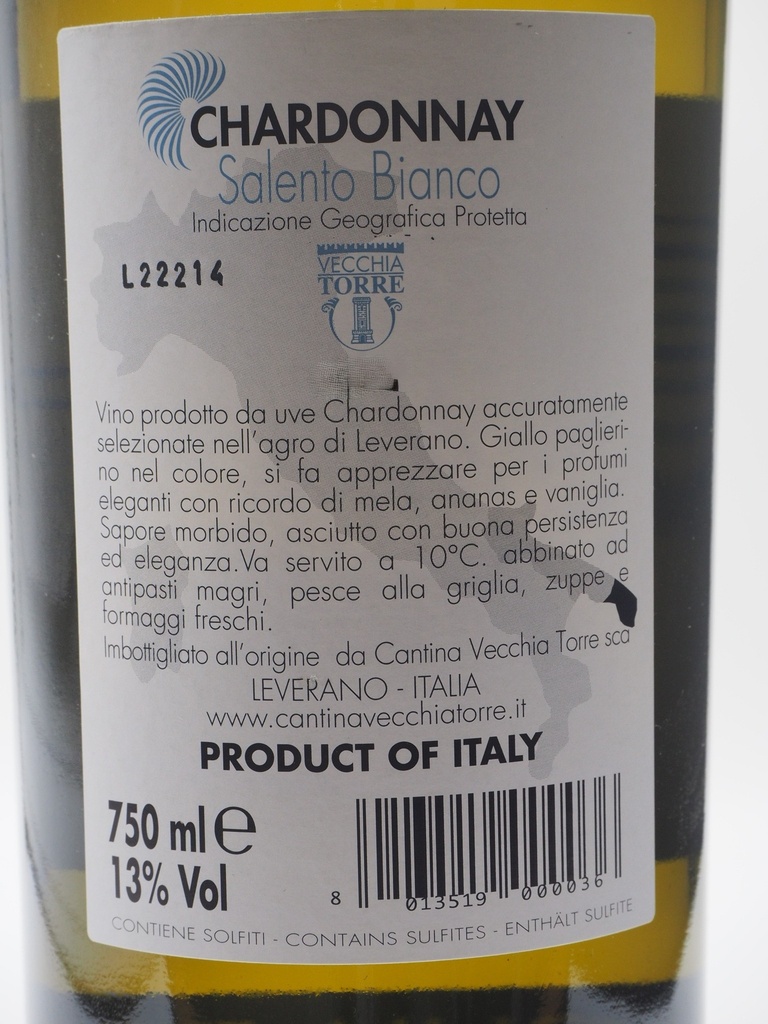 CHARDONNAY
Salento Bianco
Indicazione Geografica Protetta
L22214
VECCHIA
TORRE
Vino prodotto da uve Chardonnay accuratamente
selezionate nell'agro di Leverano. Giallo paglieri-
no nel colore, si fa apprezzare per i profumi
eleganti con ricordo di mela, ananas e vaniglia.
Sapore morbido, asciutto con buona persistenza
ed eleganza.Va servito a 10°C. abbinato ad
antipasti magri, pesce alla griglia, zuppe e
formaggi freschi.
Imbottigliato all'origine da Cantina Vecchia Torre sca
LEVERANO - ITALIA
www.cantinavecchiatorre.it
PRODUCT OF ITALY
750 ml e
13% Vol
8 013519 000036
CONTIENE SOLFITI - CONTAINS SULFITES - ENTHÄLT SULFITE